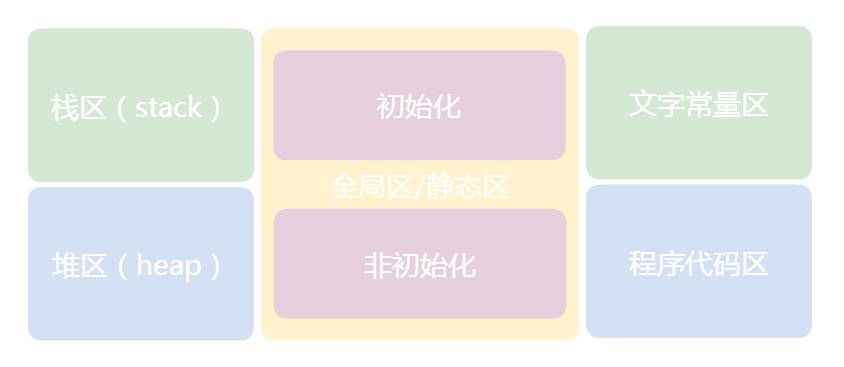 栈区（stack）
堆区（heap）
初始化
全局区/静态区
非初始化
文字常量区
程序代码区